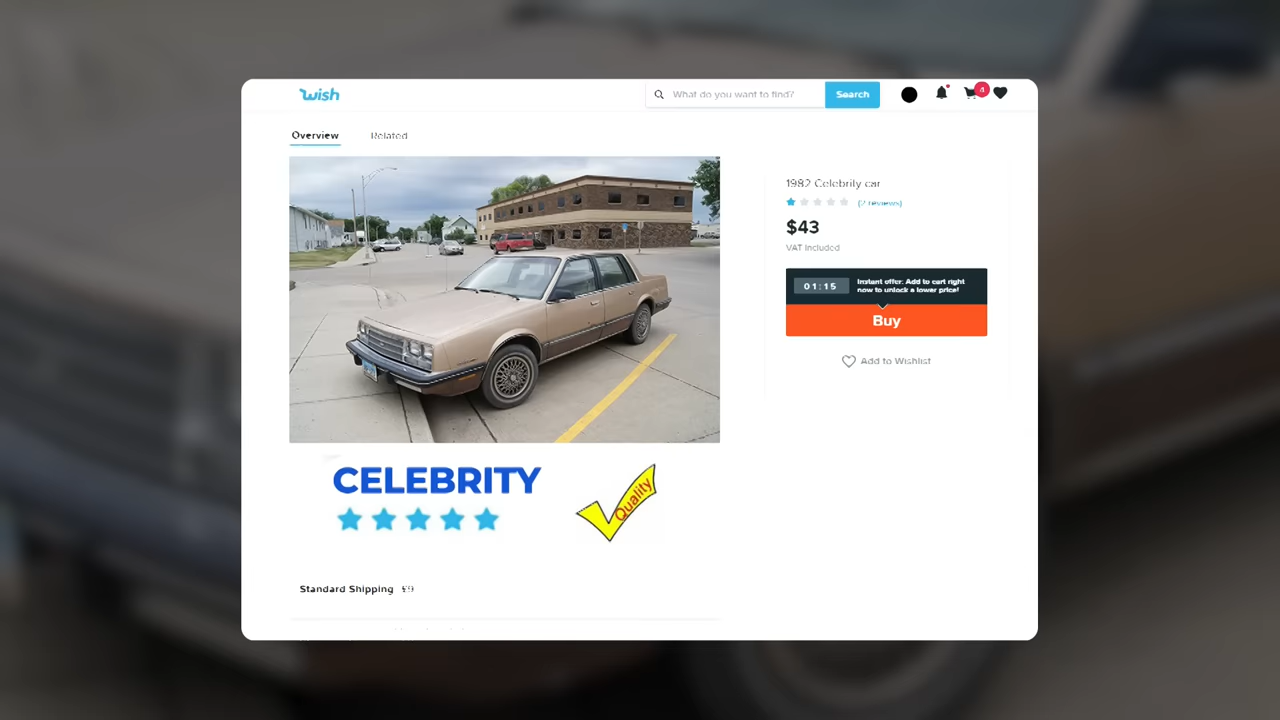 wish
What do you want to find?
Search
4
Overview
Related
1982 Celebrity car
(2 reviews)
$43
VAT Included
01:15
Instant offer: Add to cart right
now to unlock a lower price!
Buy
Add to Wishlist
CELEBRITY
Quality
Standard Shipping £9